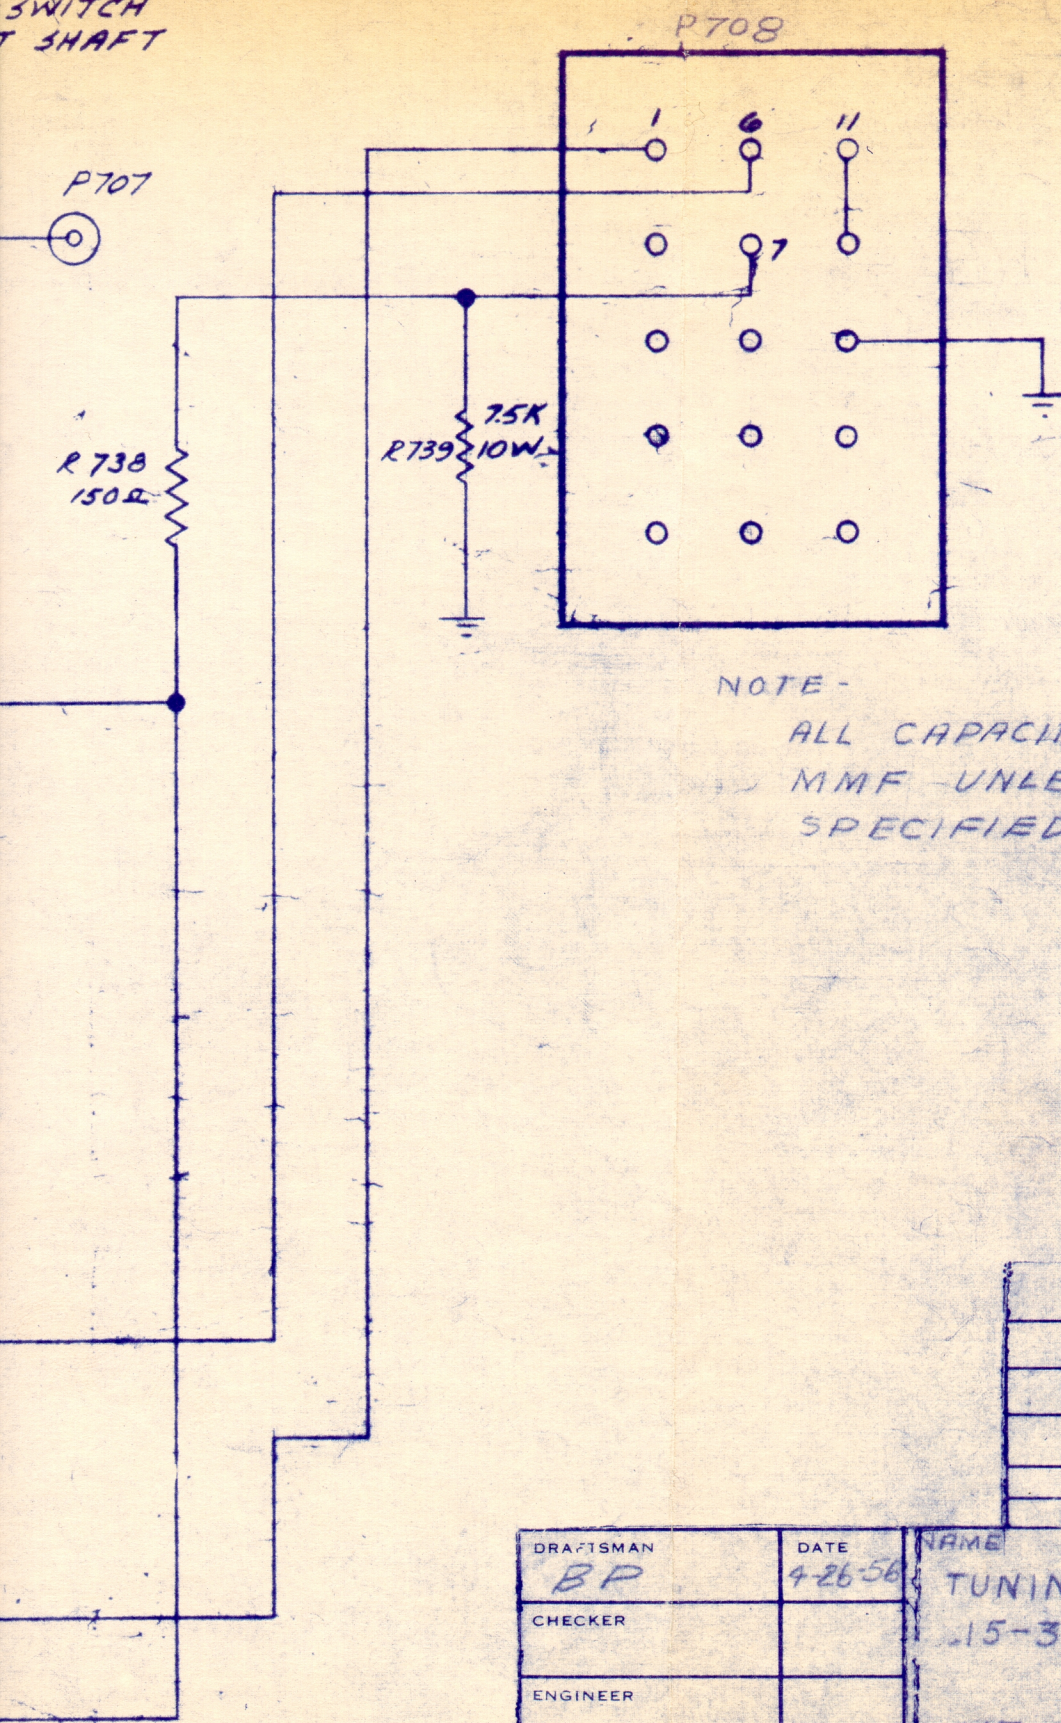 SWITCH
T SHAFT
P708
1 6 11
P707
7
7.5K
R739 10W
R738
150Ω
NOTE-
ALL CAPACIT
MMF UNLE
SPECIFIED
DRAFTSMAN DATE NAME
BP 4-26-56 TUNIN
.15-3
CHECKER
ENGINEER